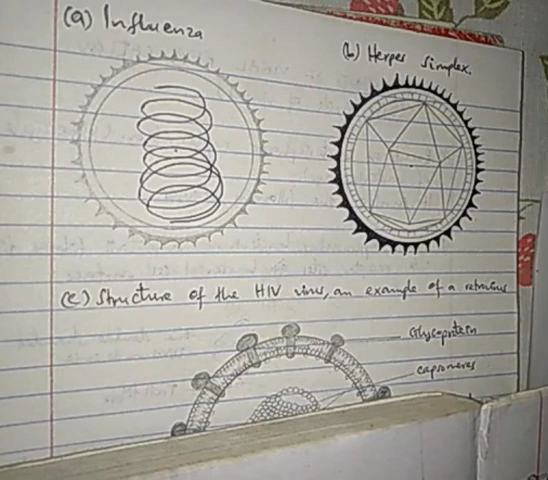 (a) Influenza
(b) Herpes Simplex.
(c) Structure of the HIV virus, an example of a retrovirus
Glycoprotein
capsomeres